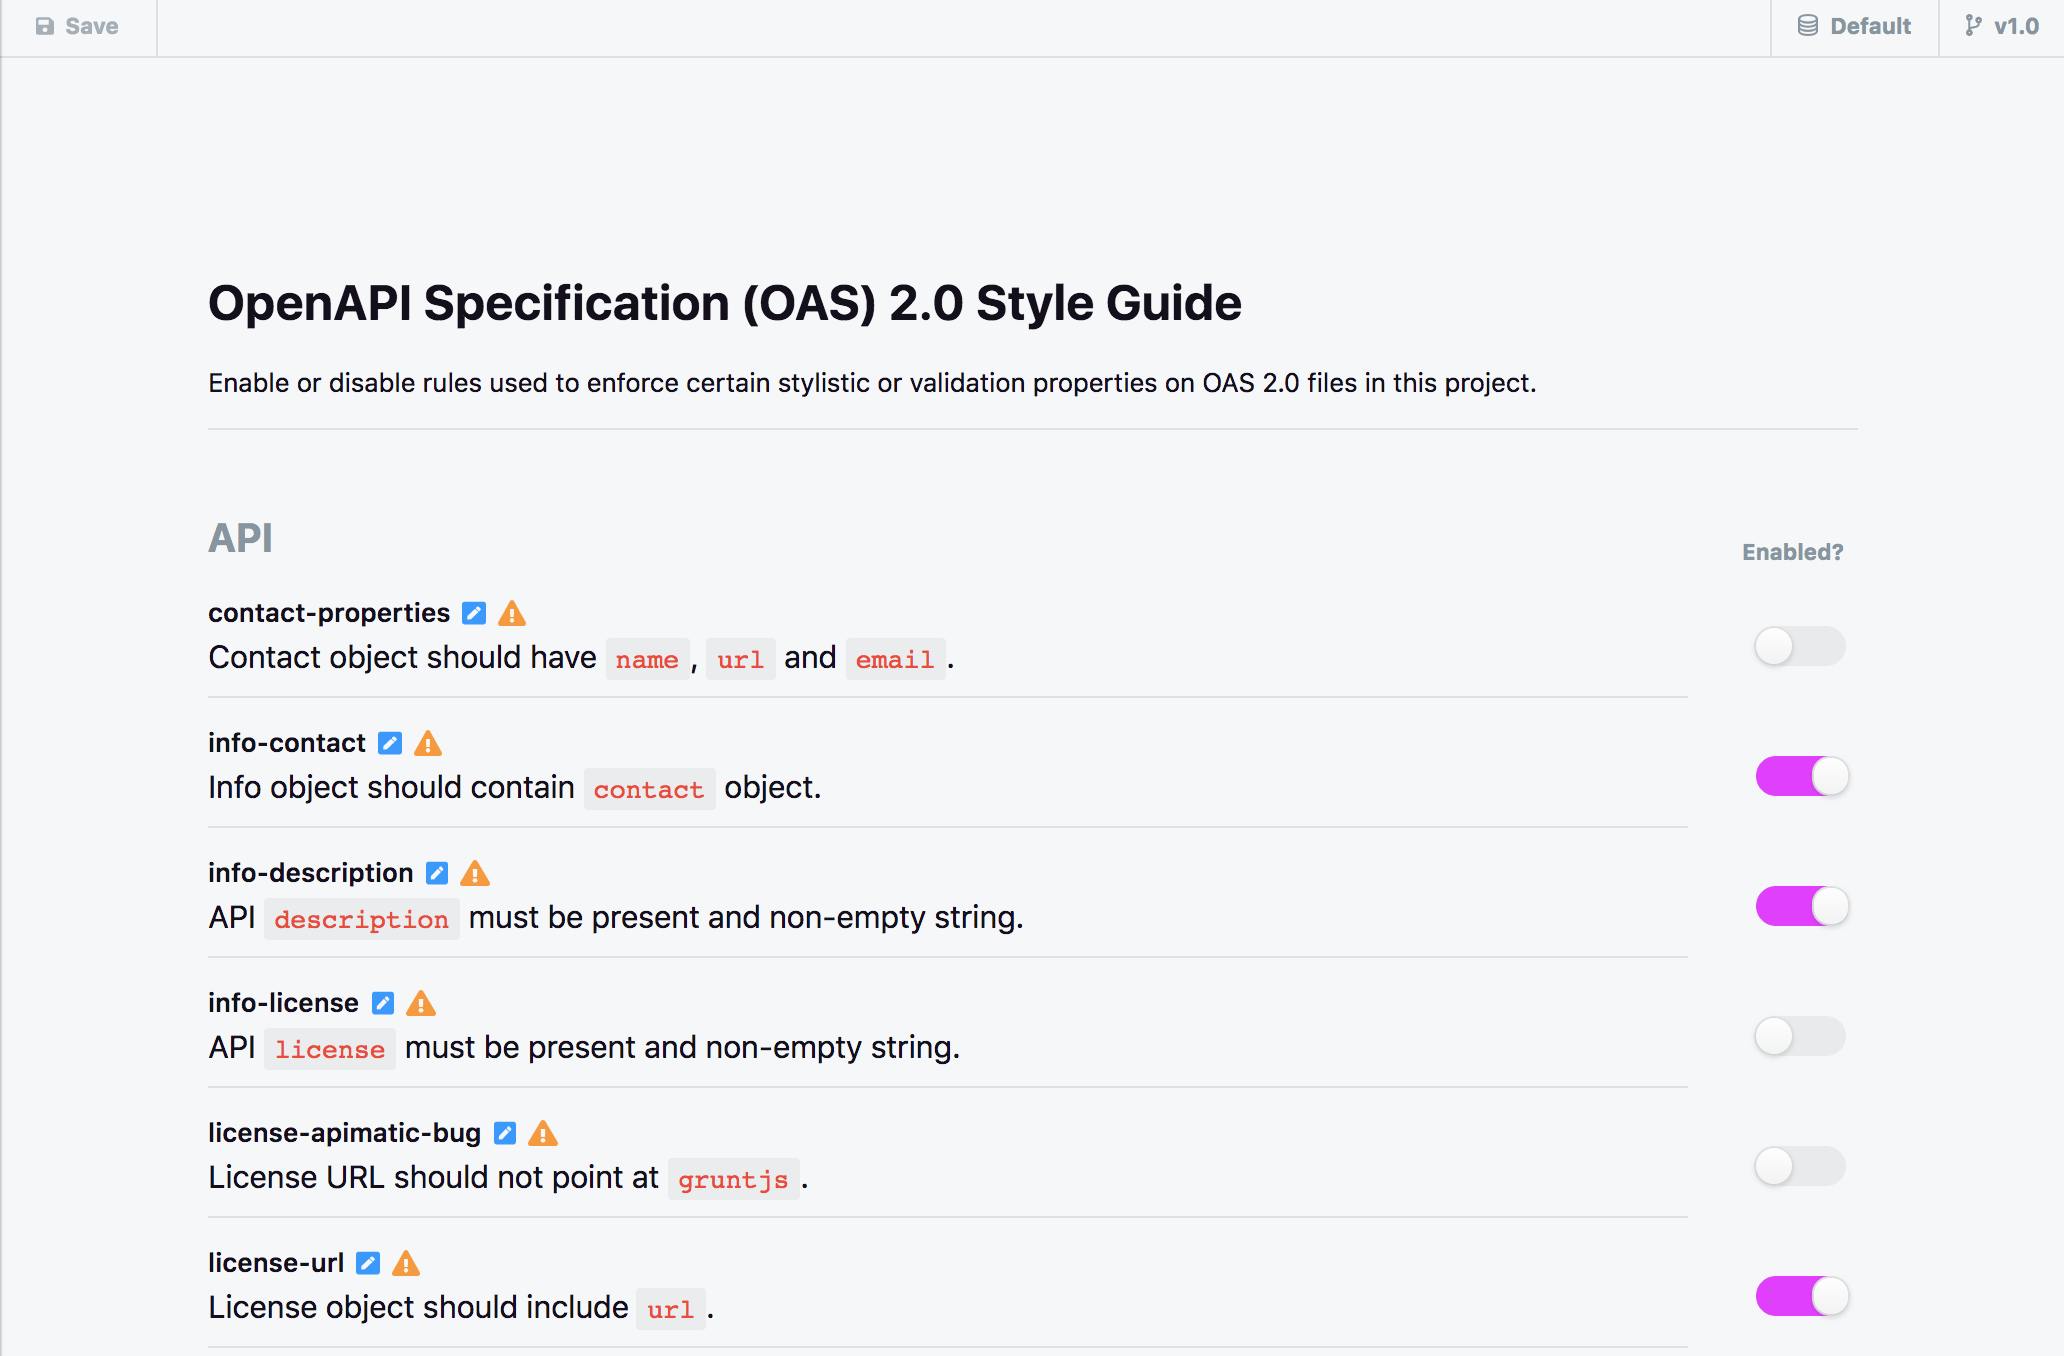 Save
Default
v1.0
OpenAPI Specification (OAS) 2.0 Style Guide
Enable or disable rules used to enforce certain stylistic or validation properties on OAS 2.0 files in this project.
API
Enabled?
contact-properties
Contact object should have name, url and email.
info-contact
Info object should contain contact object.
info-description
API description must be present and non-empty string.
info-license
API license must be present and non-empty string.
license-apimatic-bug
License URL should not point at gruntjs.
license-url
License object should include url.